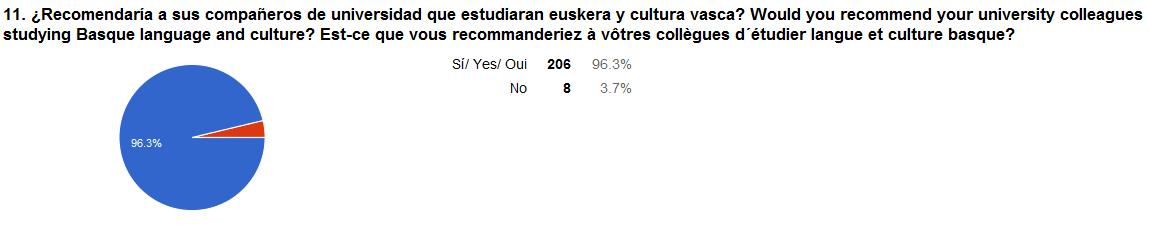 11. ¿Recomendaría a sus compañeros de universidad que estudiaran euskera y cultura vasca? Would you recommend your university colleagues
studying Basque language and culture? Est-ce que vous recommanderiez à vôtres collègues d´étudier langue et culture basque?
Sí/ Yes/ Oui 206 96.3%
No 8 3.7%
96.3%